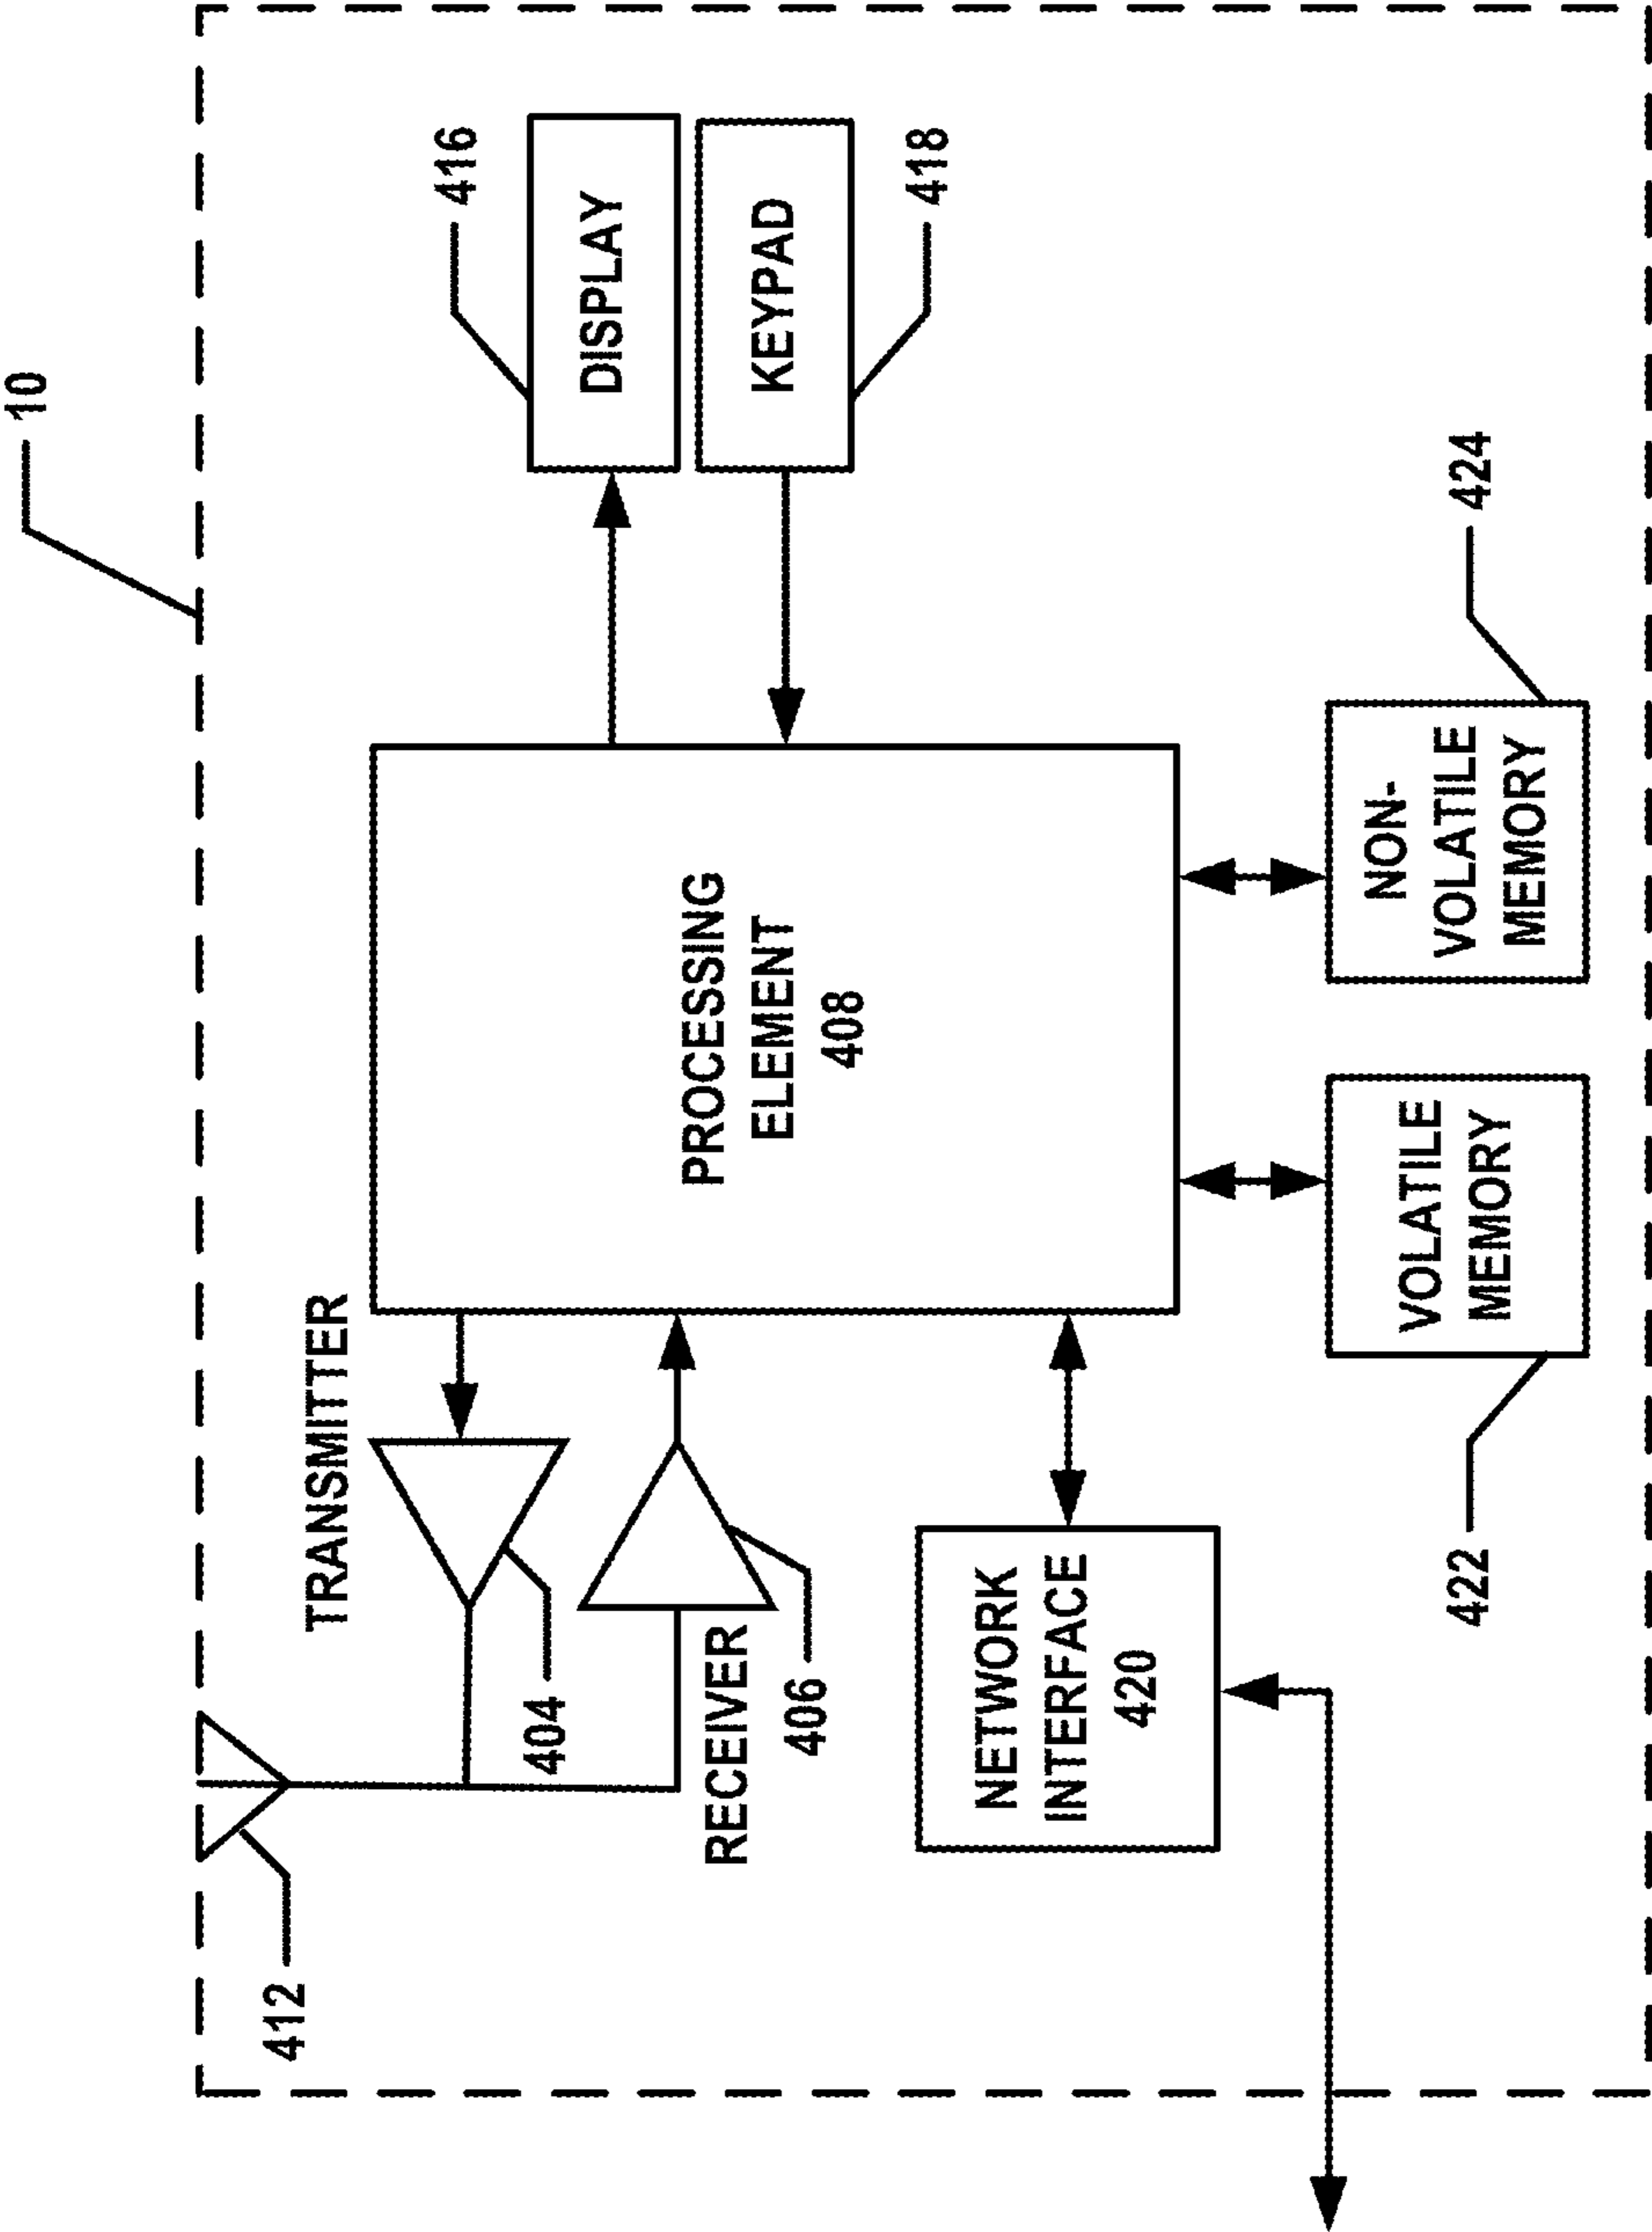 10
412
TRANSMITTER
404
RECEIVER
406
PROCESSING
ELEMENT
408
416
DISPLAY
KEYPAD
418
NETWORK
INTERFACE
420
422
VOLATILE
MEMORY
NON-
VOLATILE
MEMORY
424